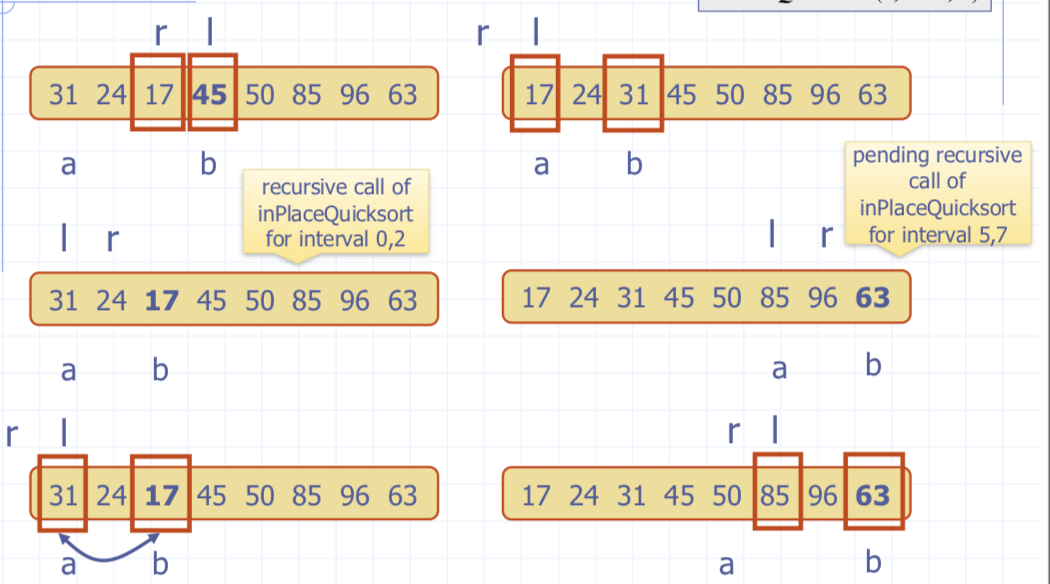 r l
31 24 17 45 50 85 96 63
a b
recursive call of
inPlaceQuicksort
for interval 0,2
l r
31 24 17 45 50 85 96 63
a b
r l
31 24 17 45 50 85 96 63
a b
r l
17 24 31 45 50 85 96 63
a b
pending recursive
call of
inPlaceQuicksort
for interval 5,7
l r
17 24 31 45 50 85 96 63
a b
r l
17 24 31 45 50 85 96 63
a b